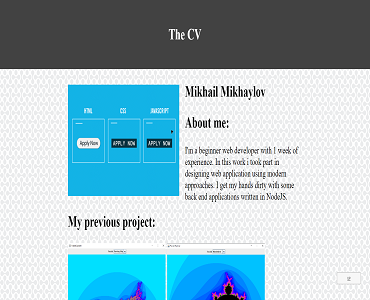 The CV
HTML CSS JAVASCRIPT
Apply Now APPLY NOW APPLY NOW
Mikhail Mikhaylov
About me:
I'm a beginner web developer with 1 week of
experience. In this work i took part in
designing web application using modern
approaches. I get my hands dirty with some
back end applications written in NodoJS.
My previous project: